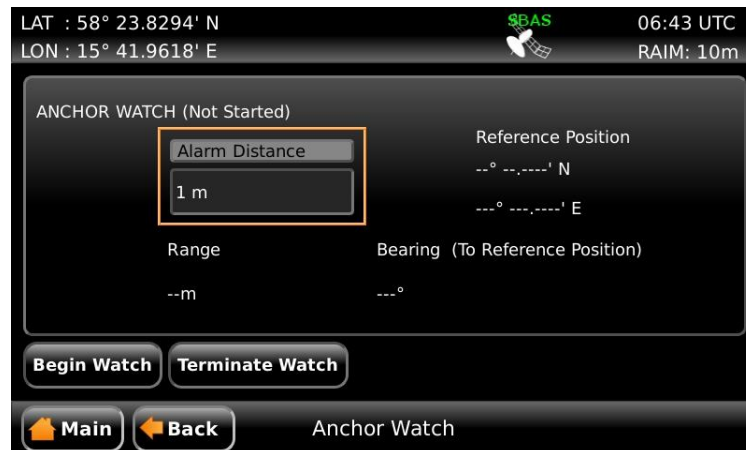 LAT : 58° 23.8294' N
SBAS
06:43 UTC
LON : 15° 41.9618' E
RAIM: 10m
ANCHOR WATCH (Not Started)
Alarm Distance
1 m
Reference Position
--° --.----' N
---° ---.----' E
Range
Bearing (To Reference Position)
--m
---°
Begin Watch
Terminate Watch
Main
Back
Anchor Watch